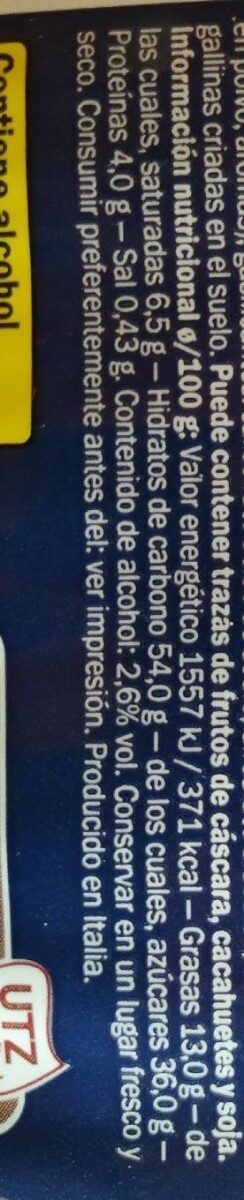 gallinas criadas en el suelo. Puede contener trazas de frutos de cáscara, cacahuetes y soja.
Información nutricional ø/100 g: Valor energético 1557 kJ / 371 kcal – Grasas 13,0 g – de
las cuales, saturadas 6,5 g – Hidratos de carbono 54,0 g – de los cuales, azúcares 36,0 g –
Proteínas 4,0 g – Sal 0,43 g. Contenido de alcohol: 2,6% vol. Conservar en un lugar fresco y
seco. Consumir preferentemente antes del: ver impresión. Producido en Italia.
Contiene alcohol
UTZ